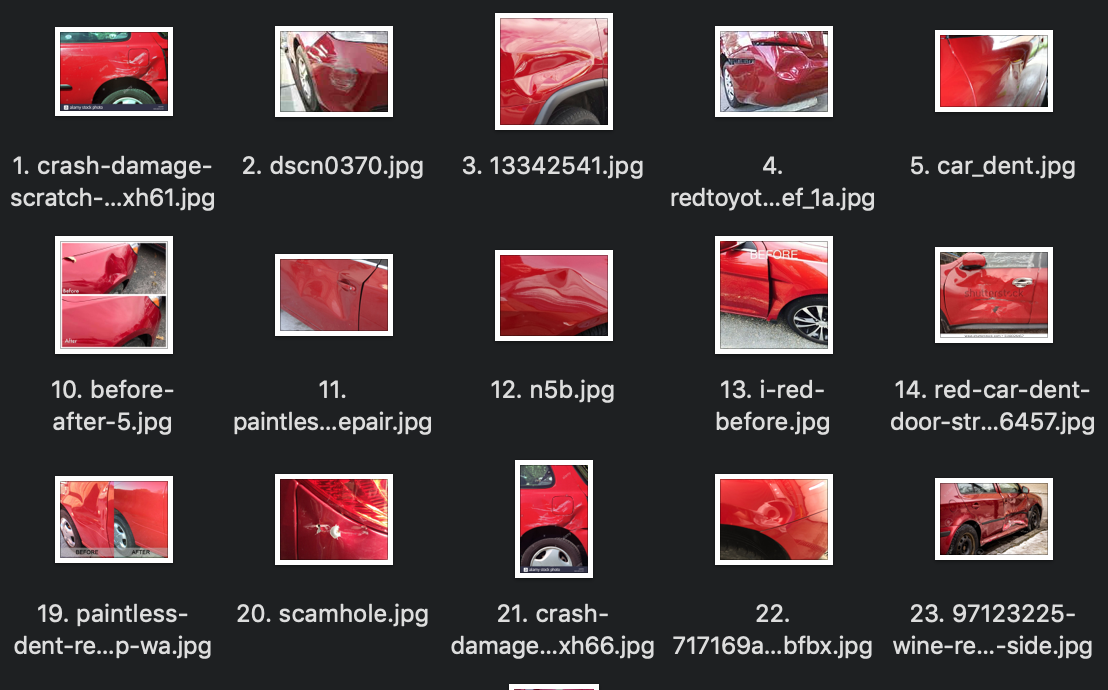 alamy stock photo
1. crash-damage-
scratch-...xh61.jpg
2. dscn0370.jpg
3. 13342541.jpg
4.
redtoyot...ef_1a.jpg
5. car_dent.jpg
Before
After
BEFORE
shutterstock
10. before-
after-5.jpg
11.
paintles...epair.jpg
12. n5b.jpg
13. i-red-
before.jpg
14. red-car-dent-
door-str...6457.jpg
BEFORE AFTER
alamy stock photo
19. paintless-
dent-re...p-wa.jpg
20. scamhole.jpg
21. crash-
damage...xh66.jpg
22.
717169a...bfbx.jpg
23. 97123225-
wine-re...-side.jpg